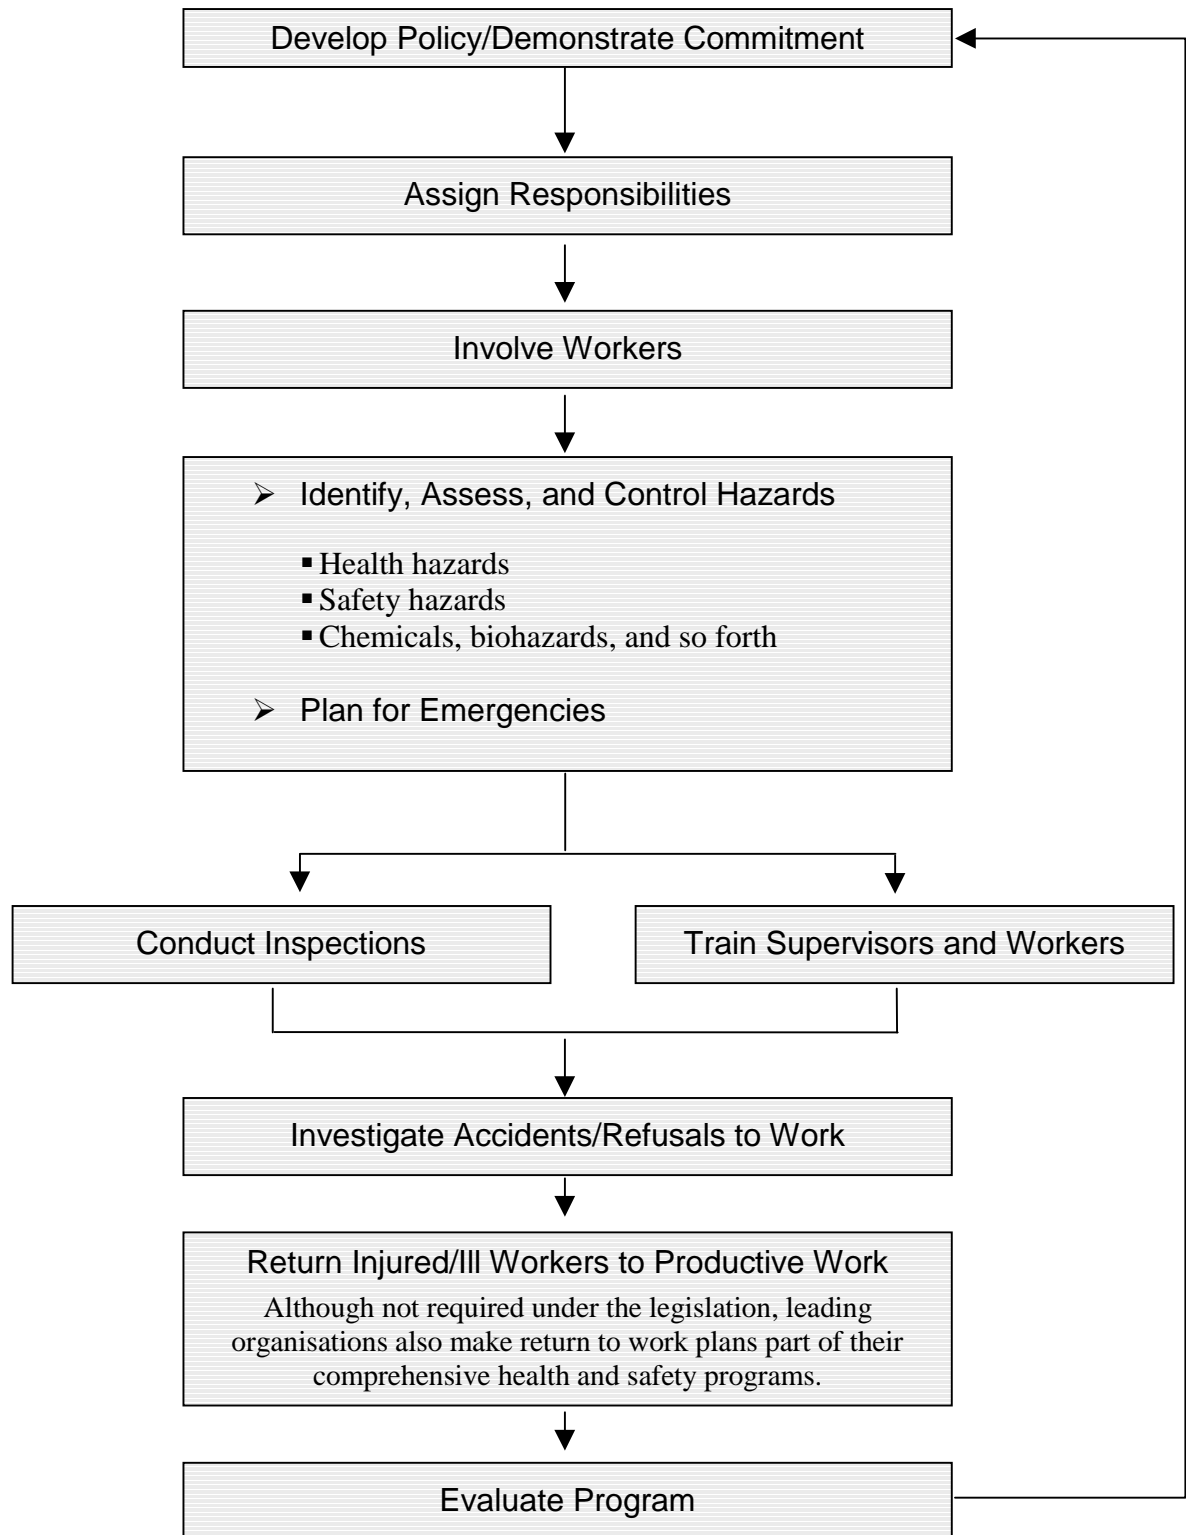 Develop Policy/Demonstrate Commitment
Assign Responsibilities
Involve Workers
➢ Identify, Assess, and Control Hazards
▪ Health hazards
▪ Safety hazards
▪ Chemicals, biohazards, and so forth
➢ Plan for Emergencies
Conduct Inspections
Train Supervisors and Workers
Investigate Accidents/Refusals to Work
Return Injured/Ill Workers to Productive Work
Although not required under the legislation, leading
organisations also make return to work plans part of their
comprehensive health and safety programs.
Evaluate Program